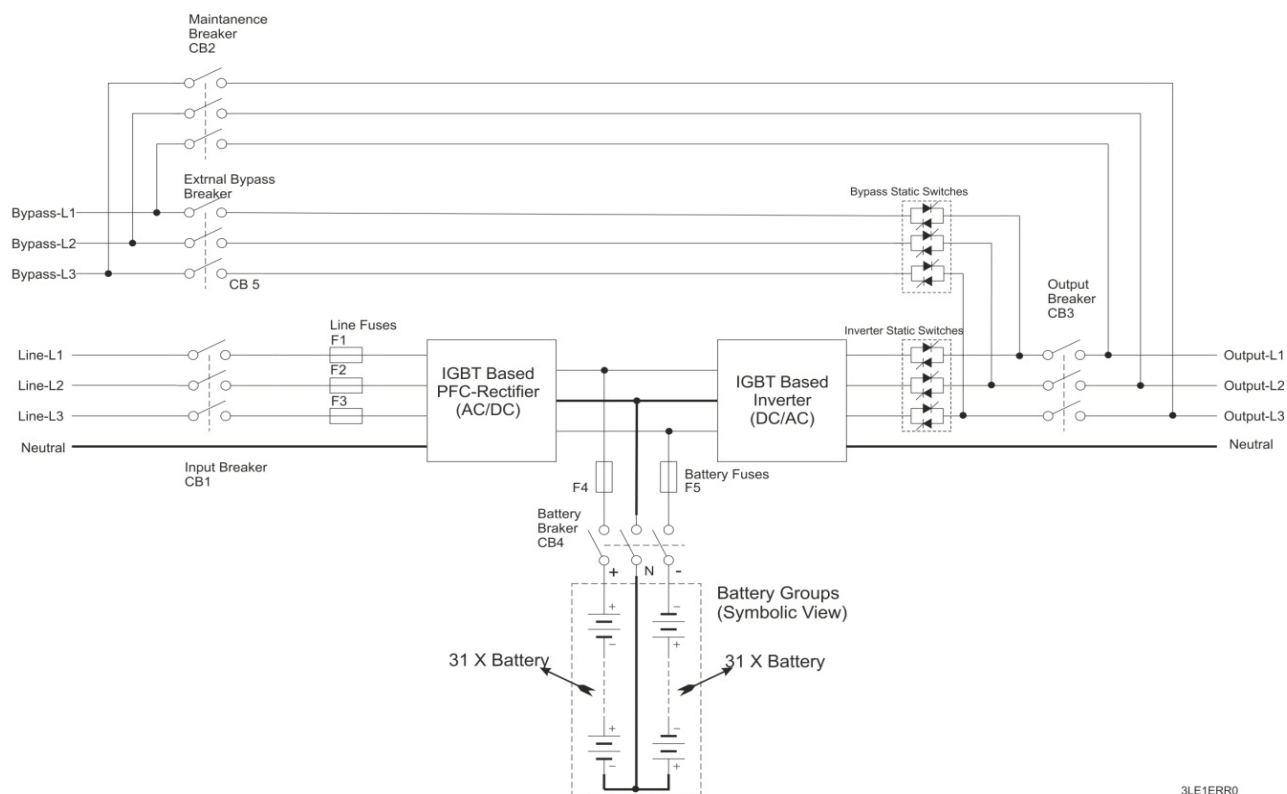 Maintanence
Breaker
CB2
Extrnal Bypass
Breaker
Bypass Static Switches
Bypass-L1
Bypass-L2
Bypass-L3
CB 5
Output
Breaker
CB3
Line Fuses
F1
Inverter Static Switches
Line-L1
F2
Line-L2
F3
Line-L3
Neutral
IGBT Based
PFC-Rectifier
(AC/DC)
IGBT Based
Inverter
(DC/AC)
Output-L1
Output-L2
Output-L3
Neutral
Input Breaker
CB1
F4
Battery Fuses
F5
Battery
Braker
CB4
+
N
-
Battery Groups
(Symbolic View)
+
−
−
+
31 X Battery
31 X Battery
+
−
−
+
3LE1ERR0